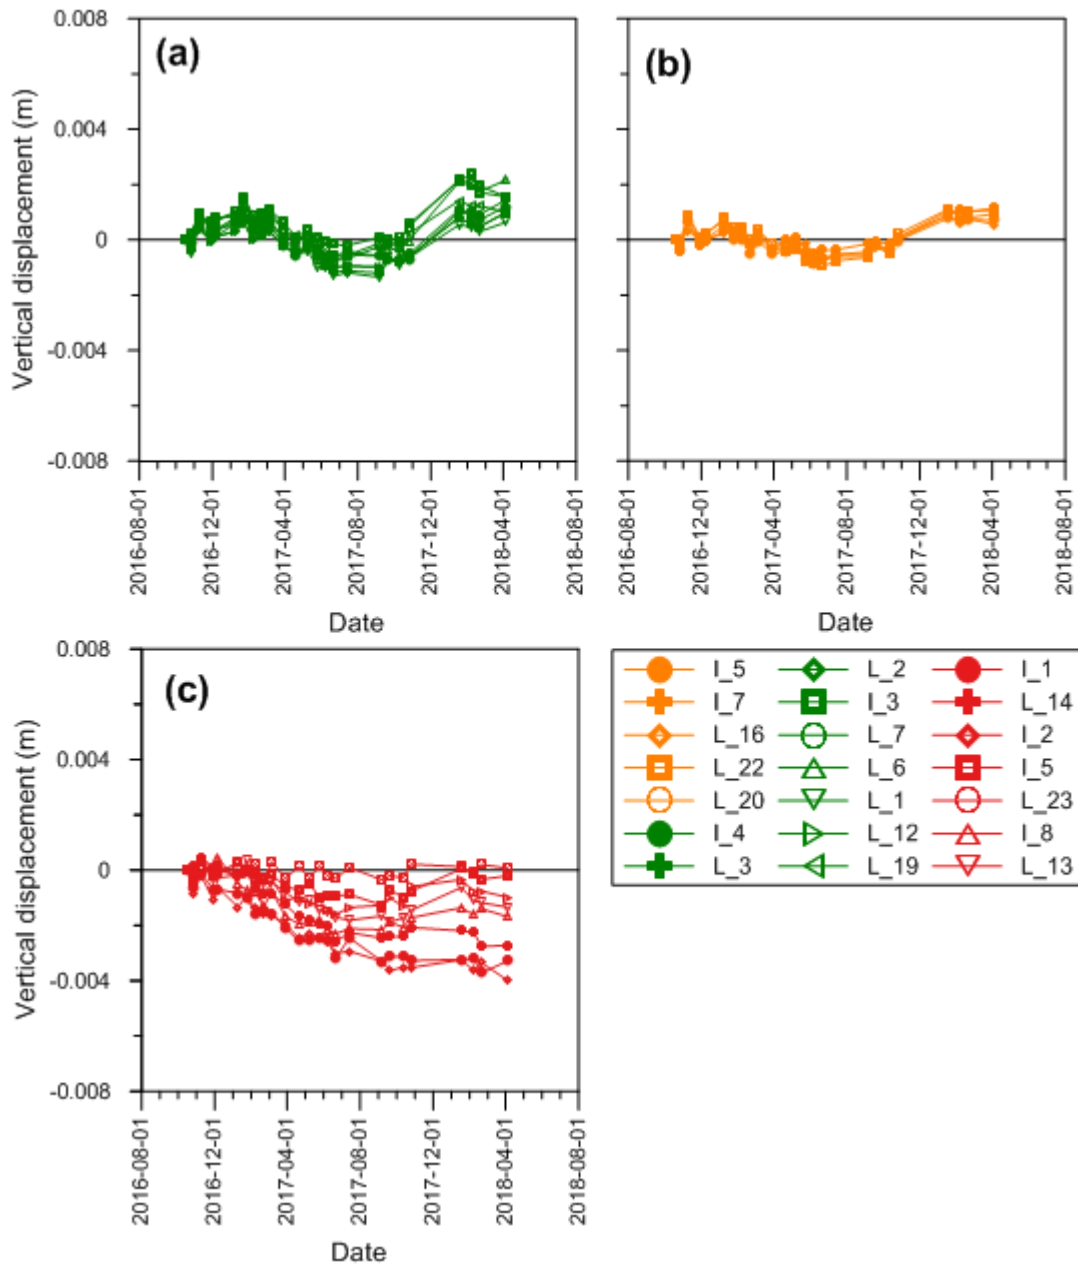 (a)
(b)
0.008
0.004
0
-0.004
-0.008
Vertical displacement (m)
2016-08-01
2016-12-01
2017-04-01
2017-08-01
2017-12-01
2018-04-01
2018-08-01
Date
2016-08-01
2016-12-01
2017-04-01
2017-08-01
2017-12-01
2018-04-01
2018-08-01
Date
(c)
0.008
0.004
0
-0.004
-0.008
Vertical displacement (m)
2016-08-01
2016-12-01
2017-04-01
2017-08-01
2017-12-01
2018-04-01
2018-08-01
Date
I_5 L_2 I_1
I_7 I_3 L_14
L_16 L_7 I_2
L_22 L_6 I_5
L_20 L_1 L_23
I_4 L_12 I_8
L_3 L_19 L_13